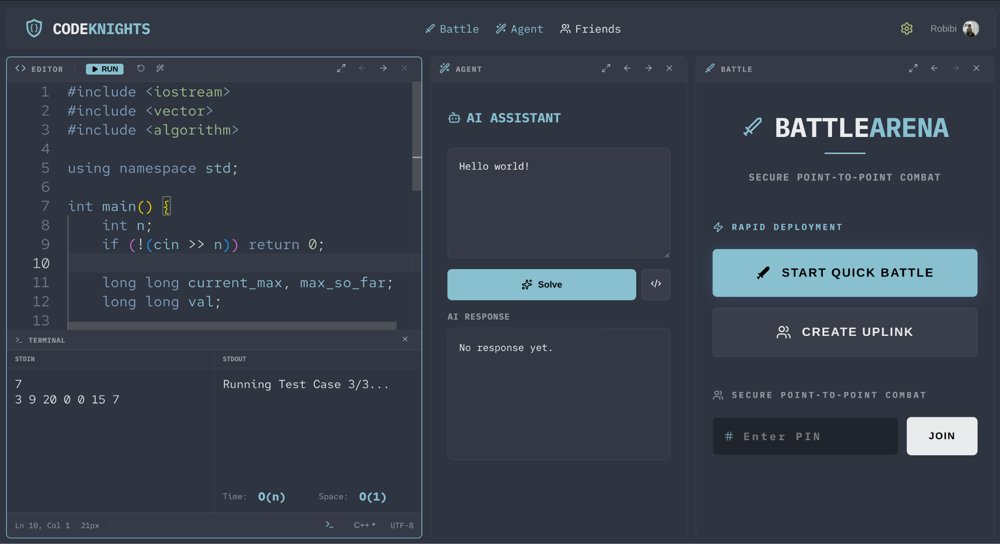 CODEKNIGHTS
Battle Agent Friends
Robibi
EDITOR
RUN
1 #include <iostream>
2 #include <vector>
3 #include <algorithm>
4
5 using namespace std;
6
7 int main() {
8 int n;
9 if (!(cin >> n)) return 0;
10
11 long long current_max, max_so_far;
12 long long val;
13
TERMINAL
STDIN
7
3 9 20 0 0 15 7
STDOUT
Running Test Case 3/3...
Time: O(n) Space: O(1)
Ln 10, Col 1 21px
C++ UTF-8
AGENT
AI ASSISTANT
Hello world!
Solve
AI RESPONSE
No response yet.
BATTLE
BATTLEARENA
SECURE POINT-TO-POINT COMBAT
RAPID DEPLOYMENT
START QUICK BATTLE
CREATE UPLINK
SECURE POINT-TO-POINT COMBAT
# Enter PIN
JOIN